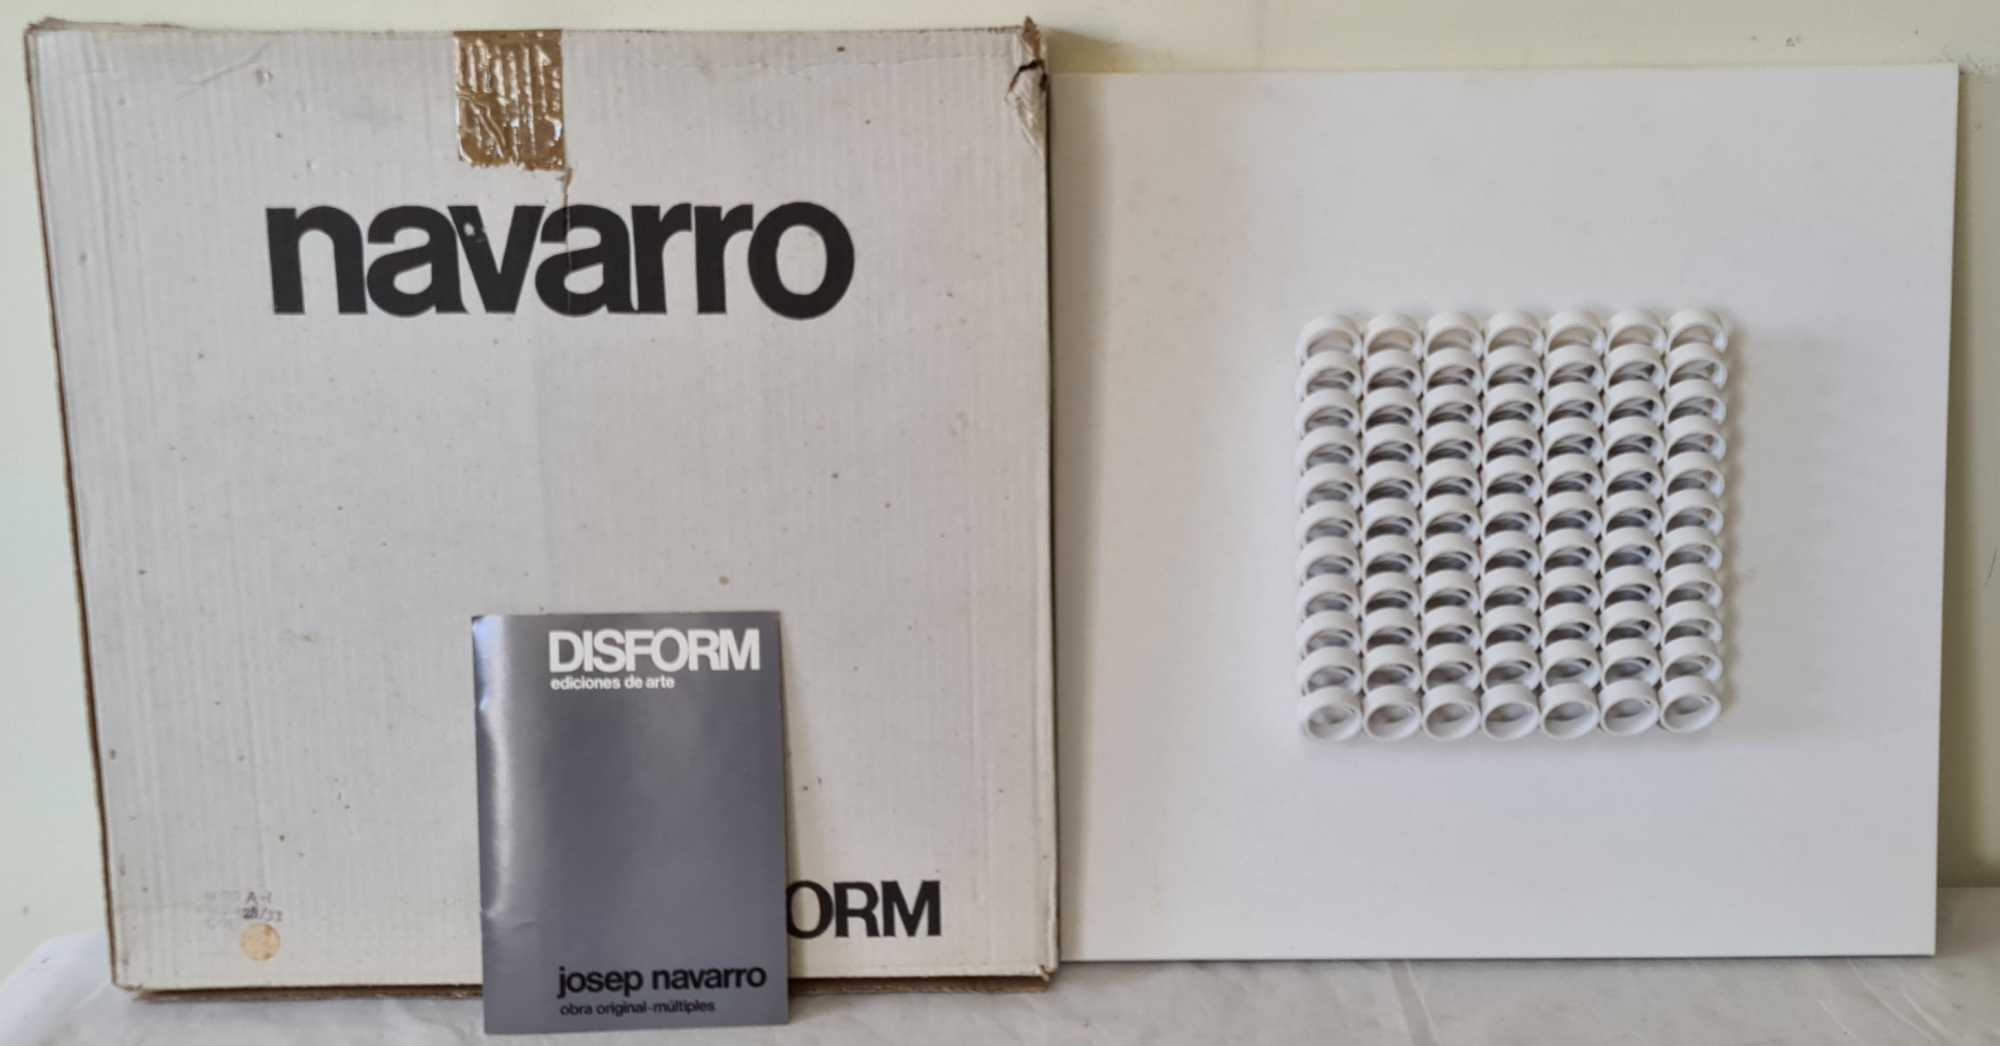 navarro
DISFORM
ediciones de arte
ORM
josep navarro
obra original-múltiples